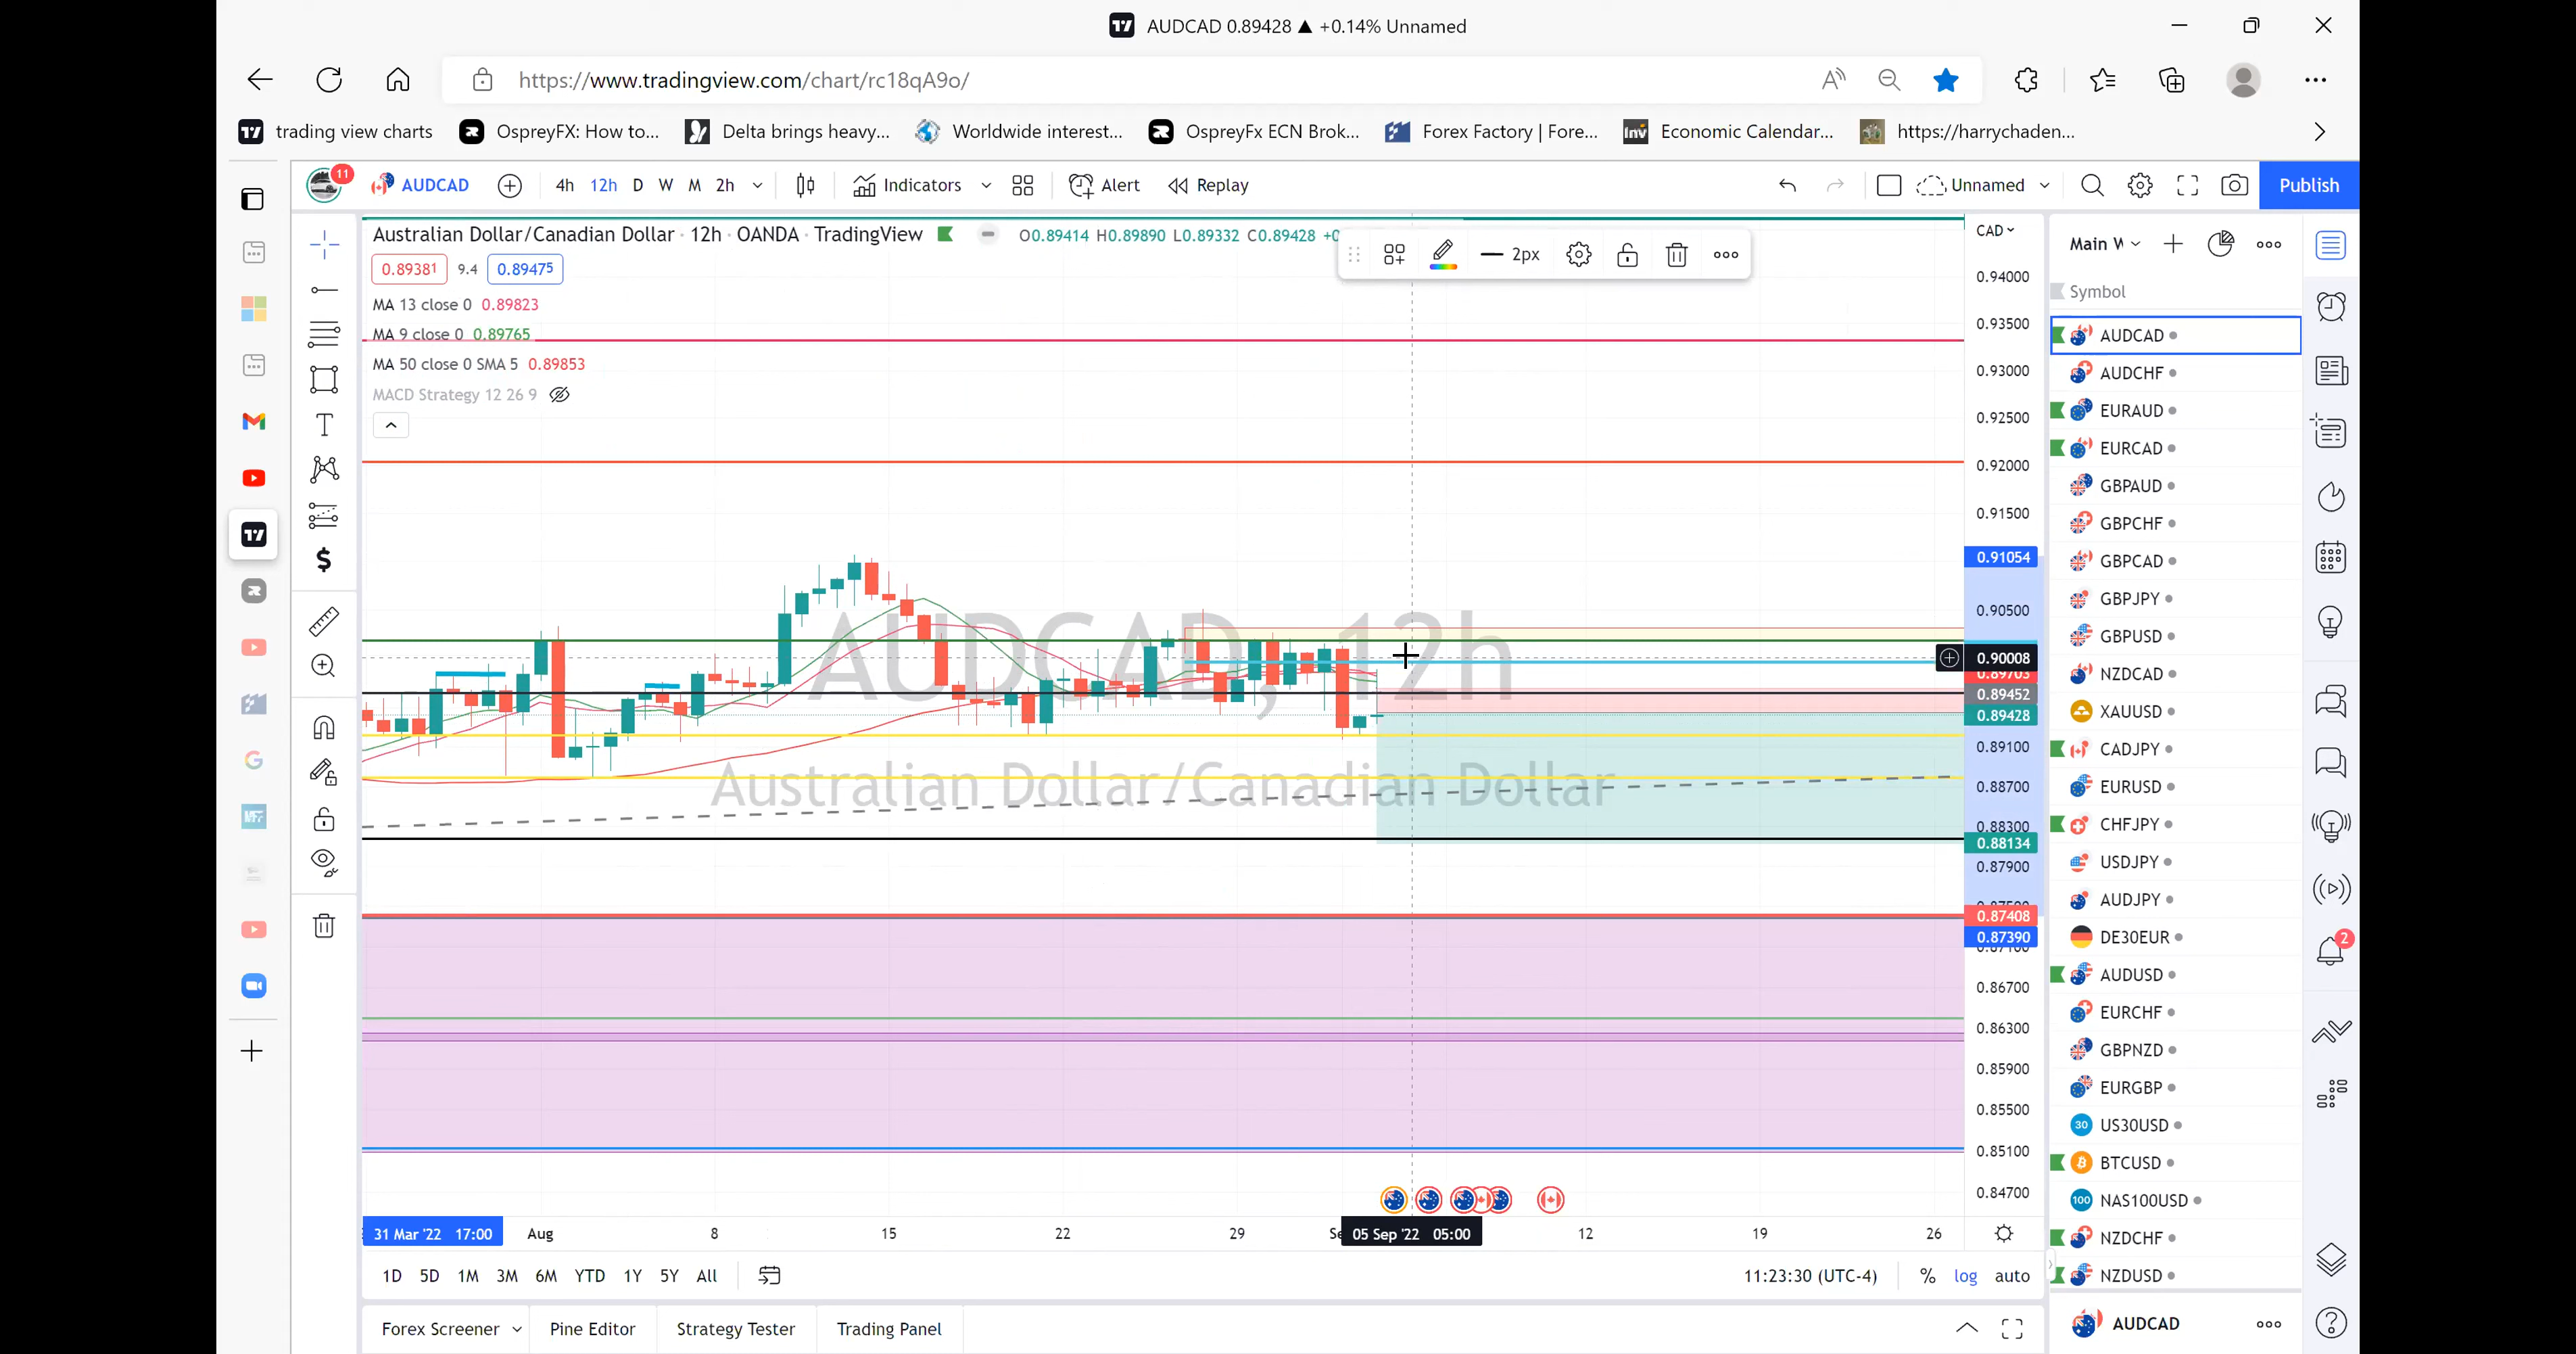 AUDCAD 0.89428 ▲ +0.14% Unnamed
https://www.tradingview.com/chart/rc18qA9o/
trading view charts
OspreyFX: How to...
Delta brings heavy...
Worldwide interest...
OspreyFx ECN Brok...
Forex Factory | Fore...
Inv Economic Calendar...
https://harrychaden...
11
AUDCAD
4h 12h D W M 2h
Indicators
Alert
Replay
Unnamed
Publish
Australian Dollar/Canadian Dollar · 12h · OANDA · TradingView
O0.89414 H0.89890 L0.89332 C0.89428 +0
2px
0.89381 9.4 0.89475
MA 13 close 0 0.89823
MA 9 close 0 0.89765
MA 50 close 0 SMA 5 0.89853
MACD Strategy 12 26 9
AUDCAD, 12h
Australian Dollar/Canadian Dollar
CAD
0.94000
0.93500
0.93000
0.92500
0.92000
0.91500
0.91054
0.90500
0.90008
0.89703
0.89452
0.89428
0.89100
0.88700
0.88300
0.88134
0.87900
0.87408
0.87390
0.86700
0.86300
0.85900
0.85500
0.85100
0.84700
31 Mar '22 17:00
Aug
8
15
22
29
Se
05 Sep '22 05:00
12
19
26
1D 5D 1M 3M 6M YTD 1Y 5Y All
11:23:30 (UTC-4)
% log auto
Forex Screener
Pine Editor
Strategy Tester
Trading Panel
Main
Symbol
AUDCAD
AUDCHF
EURAUD
EURCAD
GBPAUD
GBPCHF
GBPCAD
GBPJPY
GBPUSD
NZDCAD
XAUUSD
CADJPY
EURUSD
CHFJPY
USDJPY
AUDJPY
DE30EUR
AUDUSD
EURCHF
GBPNZD
EURGBP
30 US30USD
BTCUSD
100 NAS100USD
NZDCHF
NZDUSD
AUDCAD
2